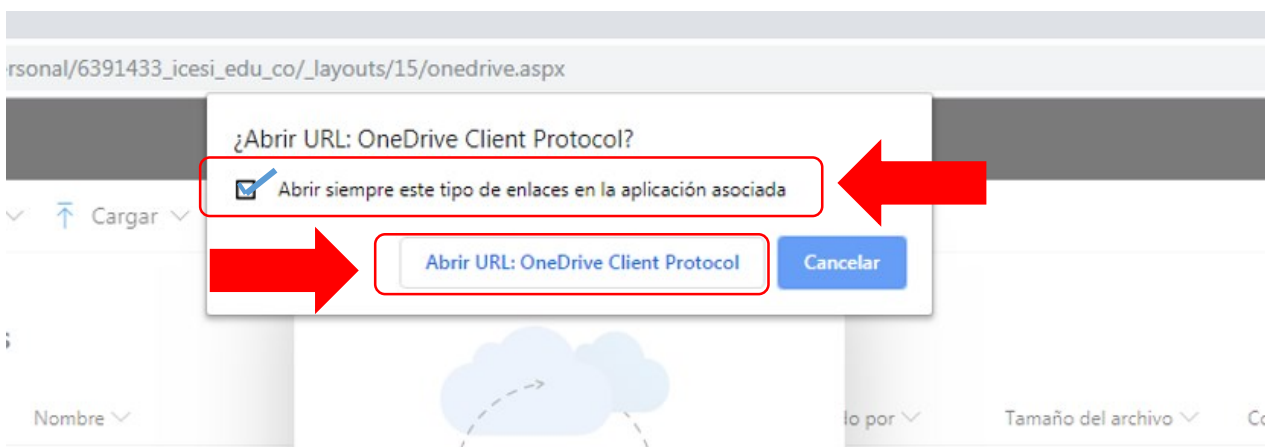 rsonal/6391433_icesi_edu_co/_layouts/15/onedrive.aspx
¿Abrir URL: OneDrive Client Protocol?
Abrir siempre este tipo de enlaces en la aplicación asociada
Cargar
Abrir URL: OneDrive Client Protocol
Cancelar
s
Nombre
do por
Tamaño del archivo
Co